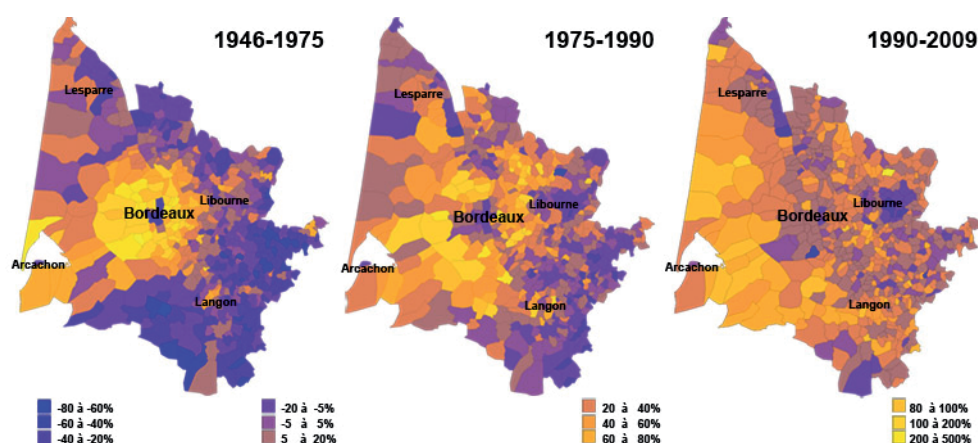 1946-1975
1975-1990
1990-2009
Lesparre
Bordeaux
Libourne
Arcachon
Langon
Lesparre
Bordeaux
Libourne
Arcachon
Langon
Lesparre
Bordeaux
Libourne
Arcachon
Langon
-80 à -60%
-60 à -40%
-40 à -20%
-20 à -5%
-5 à 5%
5 à 20%
20 à 40%
40 à 60%
60 à 80%
80 à 100%
100 à 200%
200 à 500%